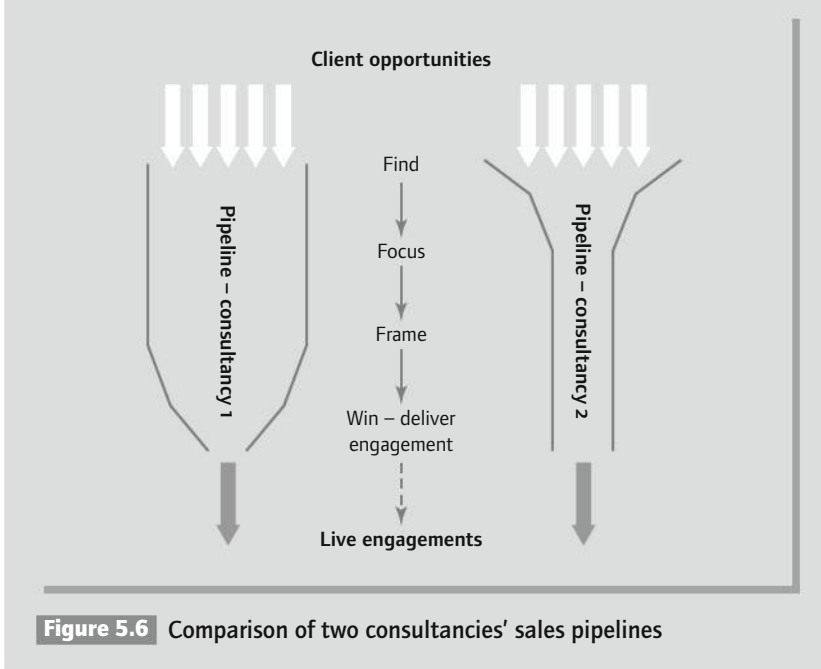 Client opportunities
Find
Focus
Frame
Win – deliver
engagement
Live engagements
Pipeline – consultancy 1
Pipeline – consultancy 2
Figure 5.6 Comparison of two consultancies' sales pipelines